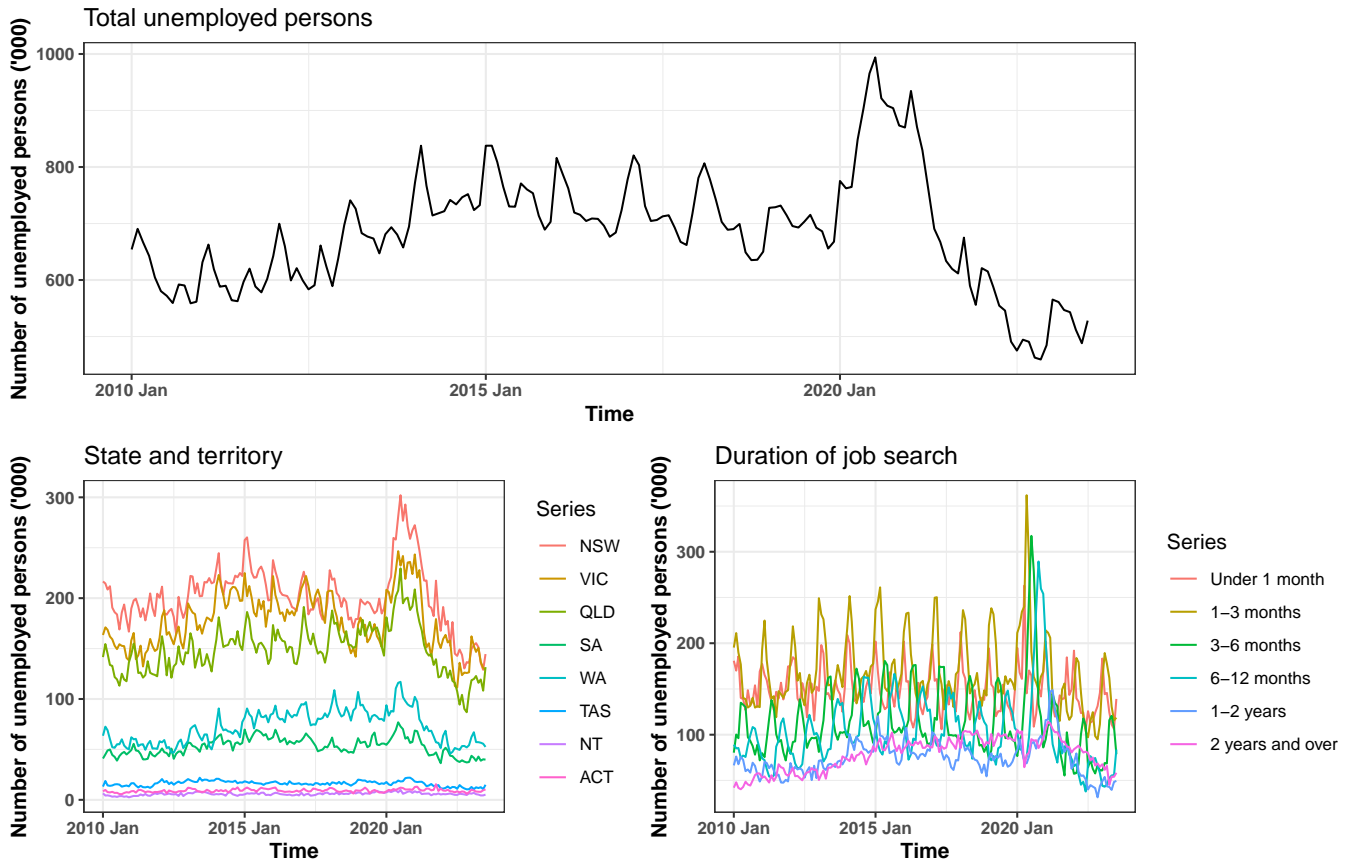 Total unemployed persons
Number of unemployed persons ('000)
1000
800
600
2010 Jan
2015 Jan
2020 Jan
Time
State and territory
Number of unemployed persons ('000)
300
200
100
0
2010 Jan
2015 Jan
2020 Jan
Time
Series
NSW
VIC
QLD
SA
WA
TAS
NT
ACT
Duration of job search
Number of unemployed persons ('000)
300
200
100
2010 Jan
2015 Jan
2020 Jan
Time
Series
Under 1 month
1–3 months
3–6 months
6–12 months
1–2 years
2 years and over